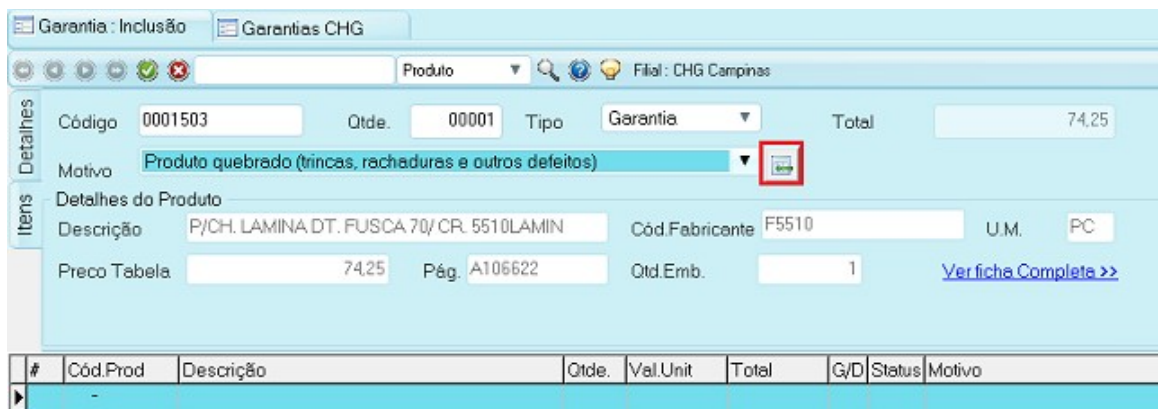 Garantia : Inclusão Garantias CHG
Produto Filial : CHG Campinas
Detalhes
Itens
Código 0001503 Qtde. 00001 Tipo Garantia Total 74,25
Motivo Produto quebrado (trincas, rachaduras e outros defeitos)
Detalhes do Produto
Descrição P/CH. LAMINA DT. FUSCA 70/ CR. 5510LAMIN Cód.Fabricante F5510 U.M. PC
Preco Tabela 74,25 Pág. A106622 Qtd.Emb. 1 Ver ficha Completa >>
# Cód.Prod Descrição Qtde. Val.Unit Total G/D Status Motivo
-